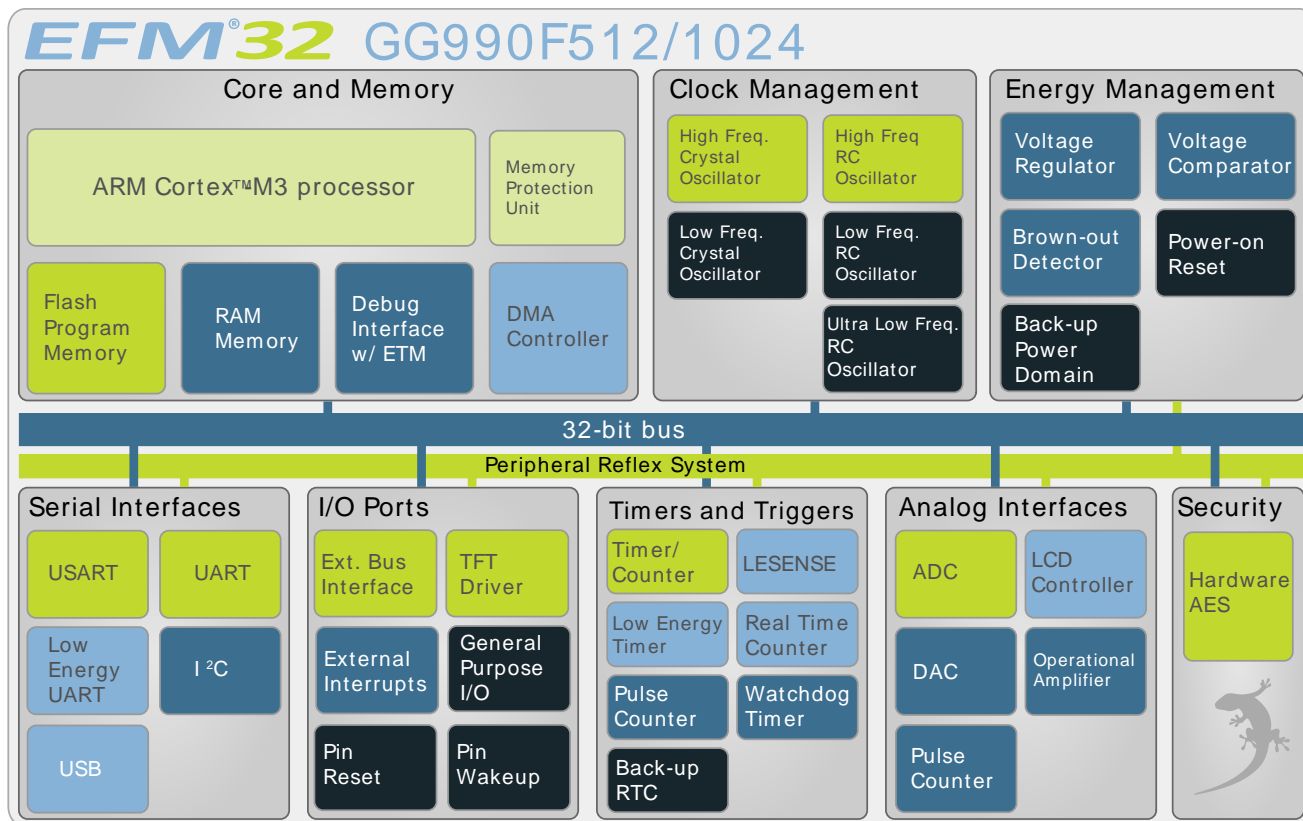 EFM®32 GG990F512/1024
Core and Memory
ARM Cortex™M3 processor
Memory
Protection
Unit
Flash
Program
Memory
RAM
Memory
Debug
Interface
w/ ETM
DMA
Controller
Clock Management
High Freq.
Crystal
Oscillator
High Freq
RC
Oscillator
Low Freq.
Crystal
Oscillator
Low Freq.
RC
Oscillator
Ultra Low Freq.
RC
Oscillator
Energy Management
Voltage
Regulator
Voltage
Comparator
Brown-out
Detector
Power-on
Reset
Back-up
Power
Domain
32-bit bus
Peripheral Reflex System
Serial Interfaces
USART
UART
Low
Energy
UART
I ²C
USB
I/O Ports
Ext. Bus
Interface
TFT
Driver
External
Interrupts
General
Purpose
I/O
Pin
Reset
Pin
Wakeup
Timers and Triggers
Timer/
Counter
LESENSE
Low Energy
Timer
Real Time
Counter
Pulse
Counter
Watchdog
Timer
Back-up
RTC
Analog Interfaces
ADC
LCD
Controller
DAC
Operational
Amplifier
Pulse
Counter
Security
Hardware
AES